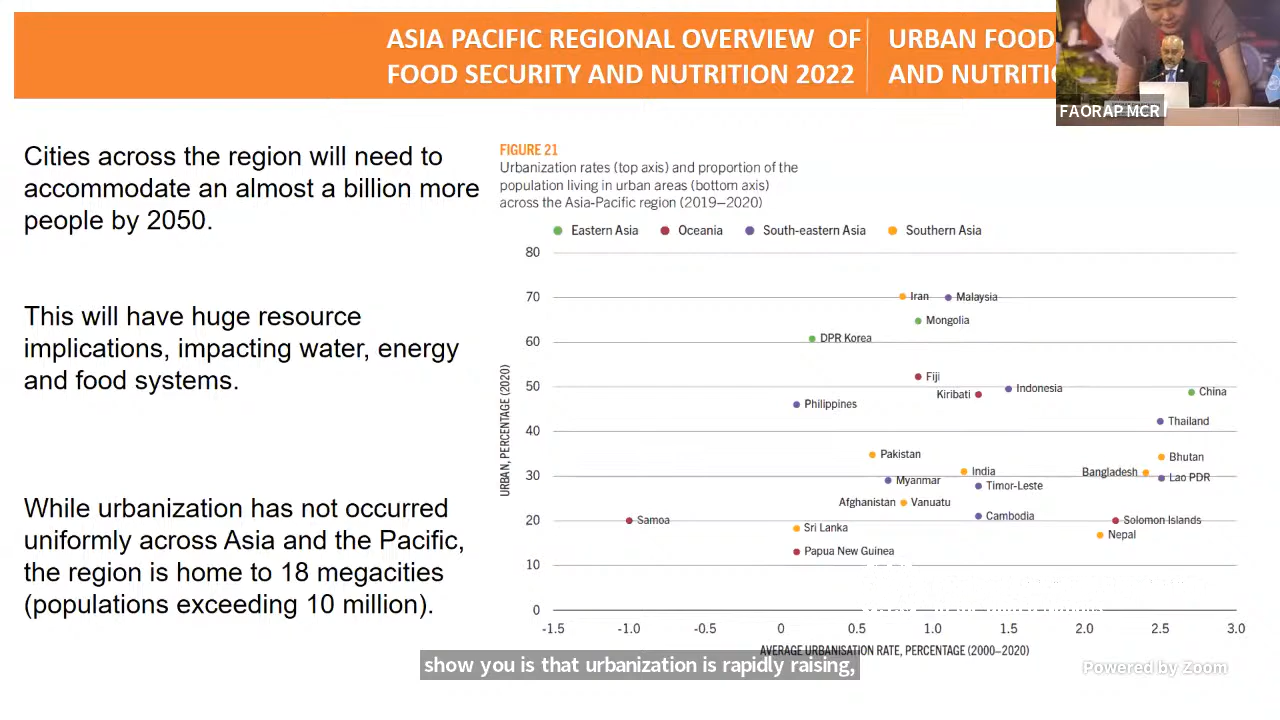 ASIA PACIFIC REGIONAL OVERVIEW OF
FOOD SECURITY AND NUTRITION 2022
URBAN FOOD
AND
FAORAP MCR
Cities across the region will need to
accommodate an almost a billion more
people by 2050.
This will have huge resource
implications, impacting water, energy
and food systems.
While urbanization has not occurred
uniformly across Asia and the Pacific,
the region is home to 18 megacities
(populations exceeding 10 million).
FIGURE 21
Urbanization rates (top axis) and proportion of the
population living in urban areas (bottom axis)
across the Asia-Pacific region (2019–2020)
Eastern Asia
Oceania
South-eastern Asia
Southern Asia
URBAN, PERCENTAGE (2020)
80
70
60
50
40
30
20
10
0
Iran
Malaysia
Mongolia
DPR Korea
Fiji
Kiribati
Indonesia
China
Philippines
Thailand
Pakistan
Bhutan
India
Bangladesh
Lao PDR
Myanmar
Timor-Leste
Afghanistan
Vanuatu
Cambodia
Samoa
Solomon Islands
Sri Lanka
Nepal
Papua New Guinea
-1.5
-1.0
-0.5
0
0.5
1.0
1.5
2.0
2.5
3.0
AVERAGE URBANISATION RATE, PERCENTAGE (2000–2020)
show you is that urbanization is rapidly raising,
Powered by Zoom